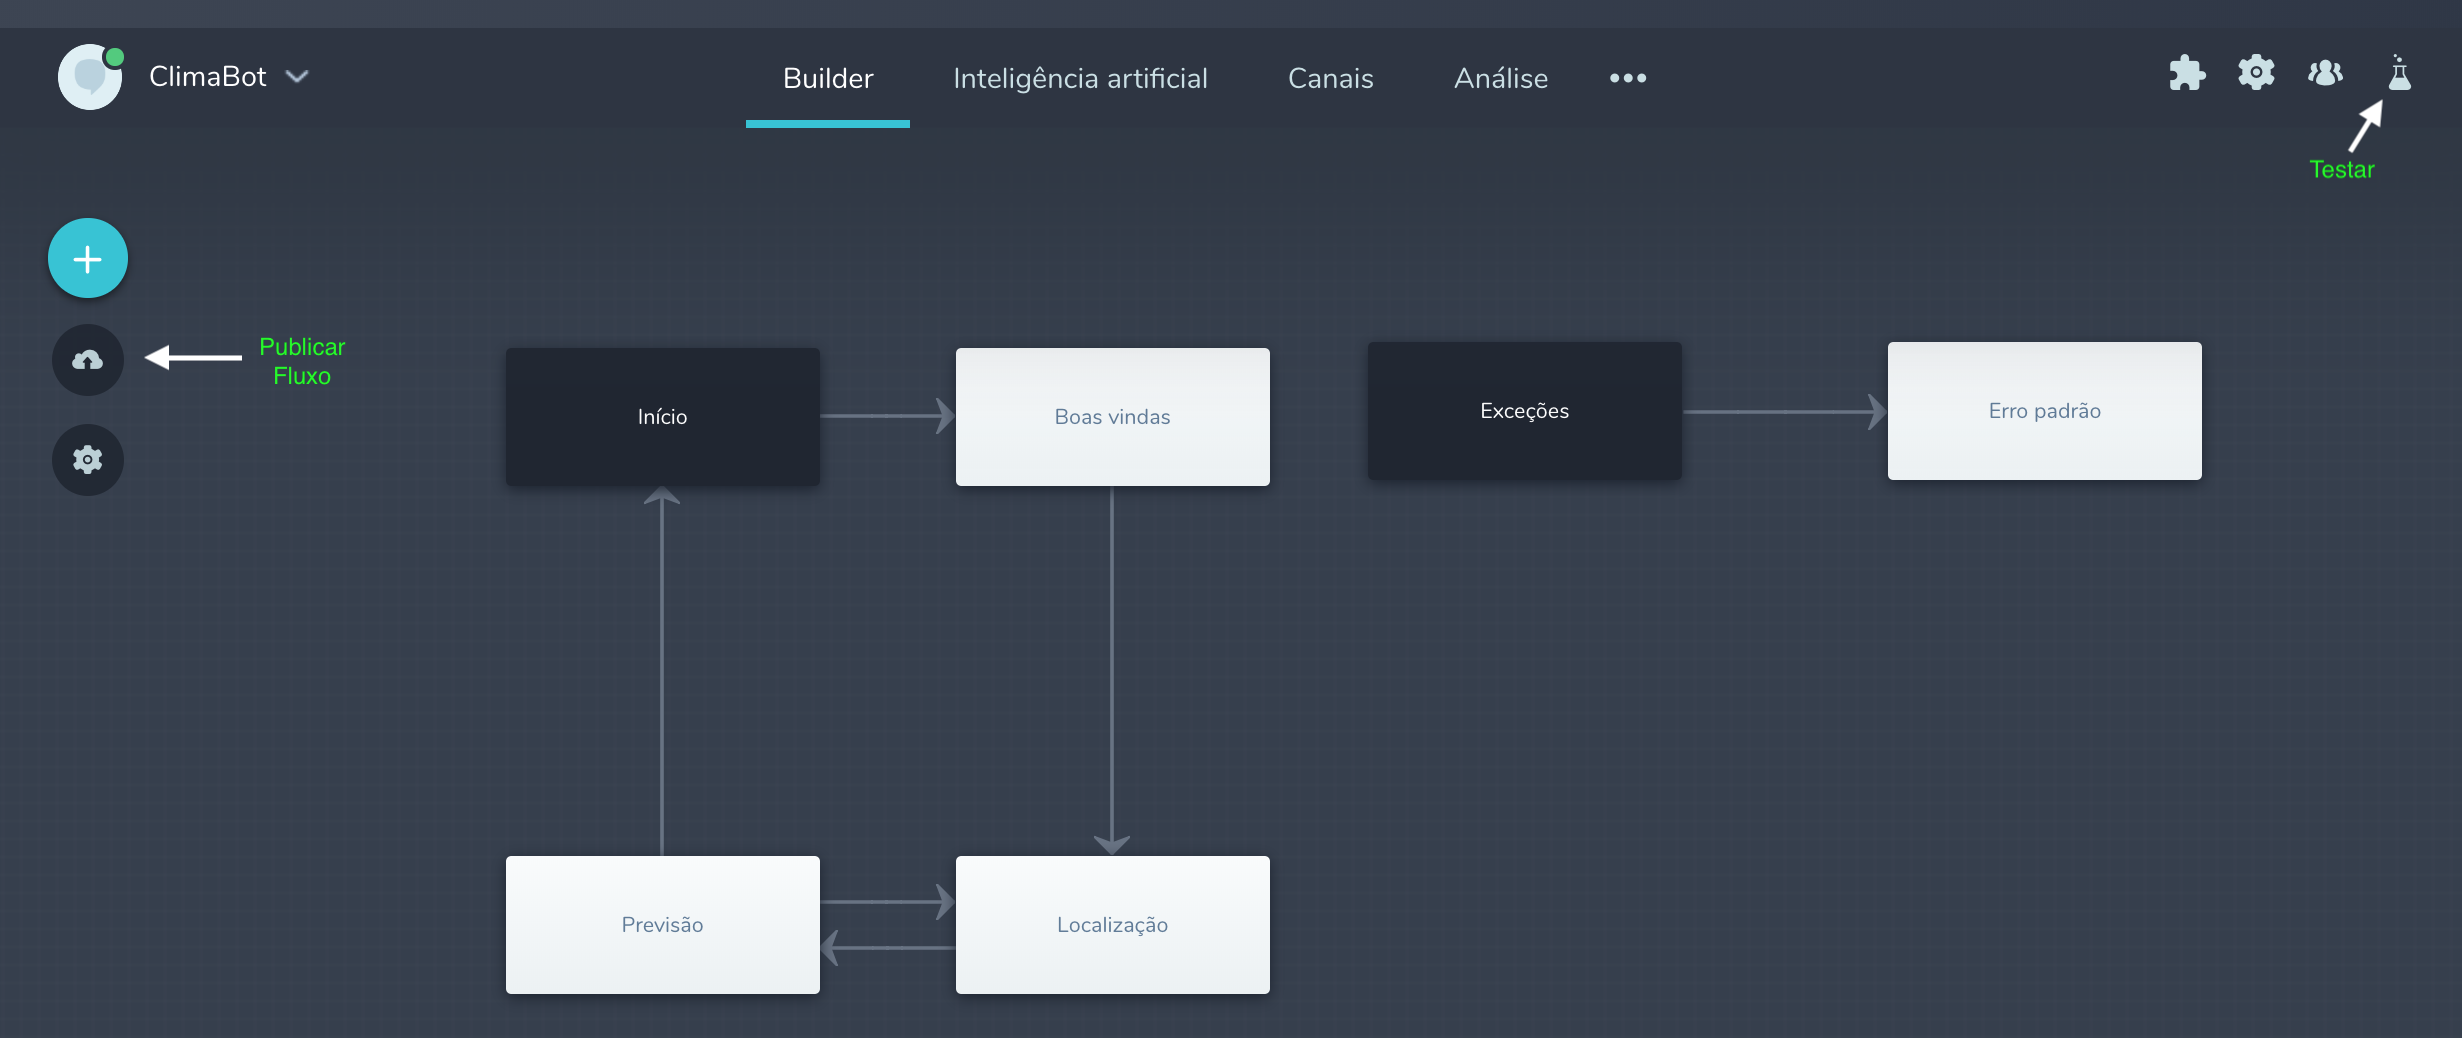 ClimaBot
Builder
Inteligência artificial
Canais
Análise
Testar
Publicar
Fluxo
Início
Boas vindas
Exceções
Erro padrão
Previsão
Localização